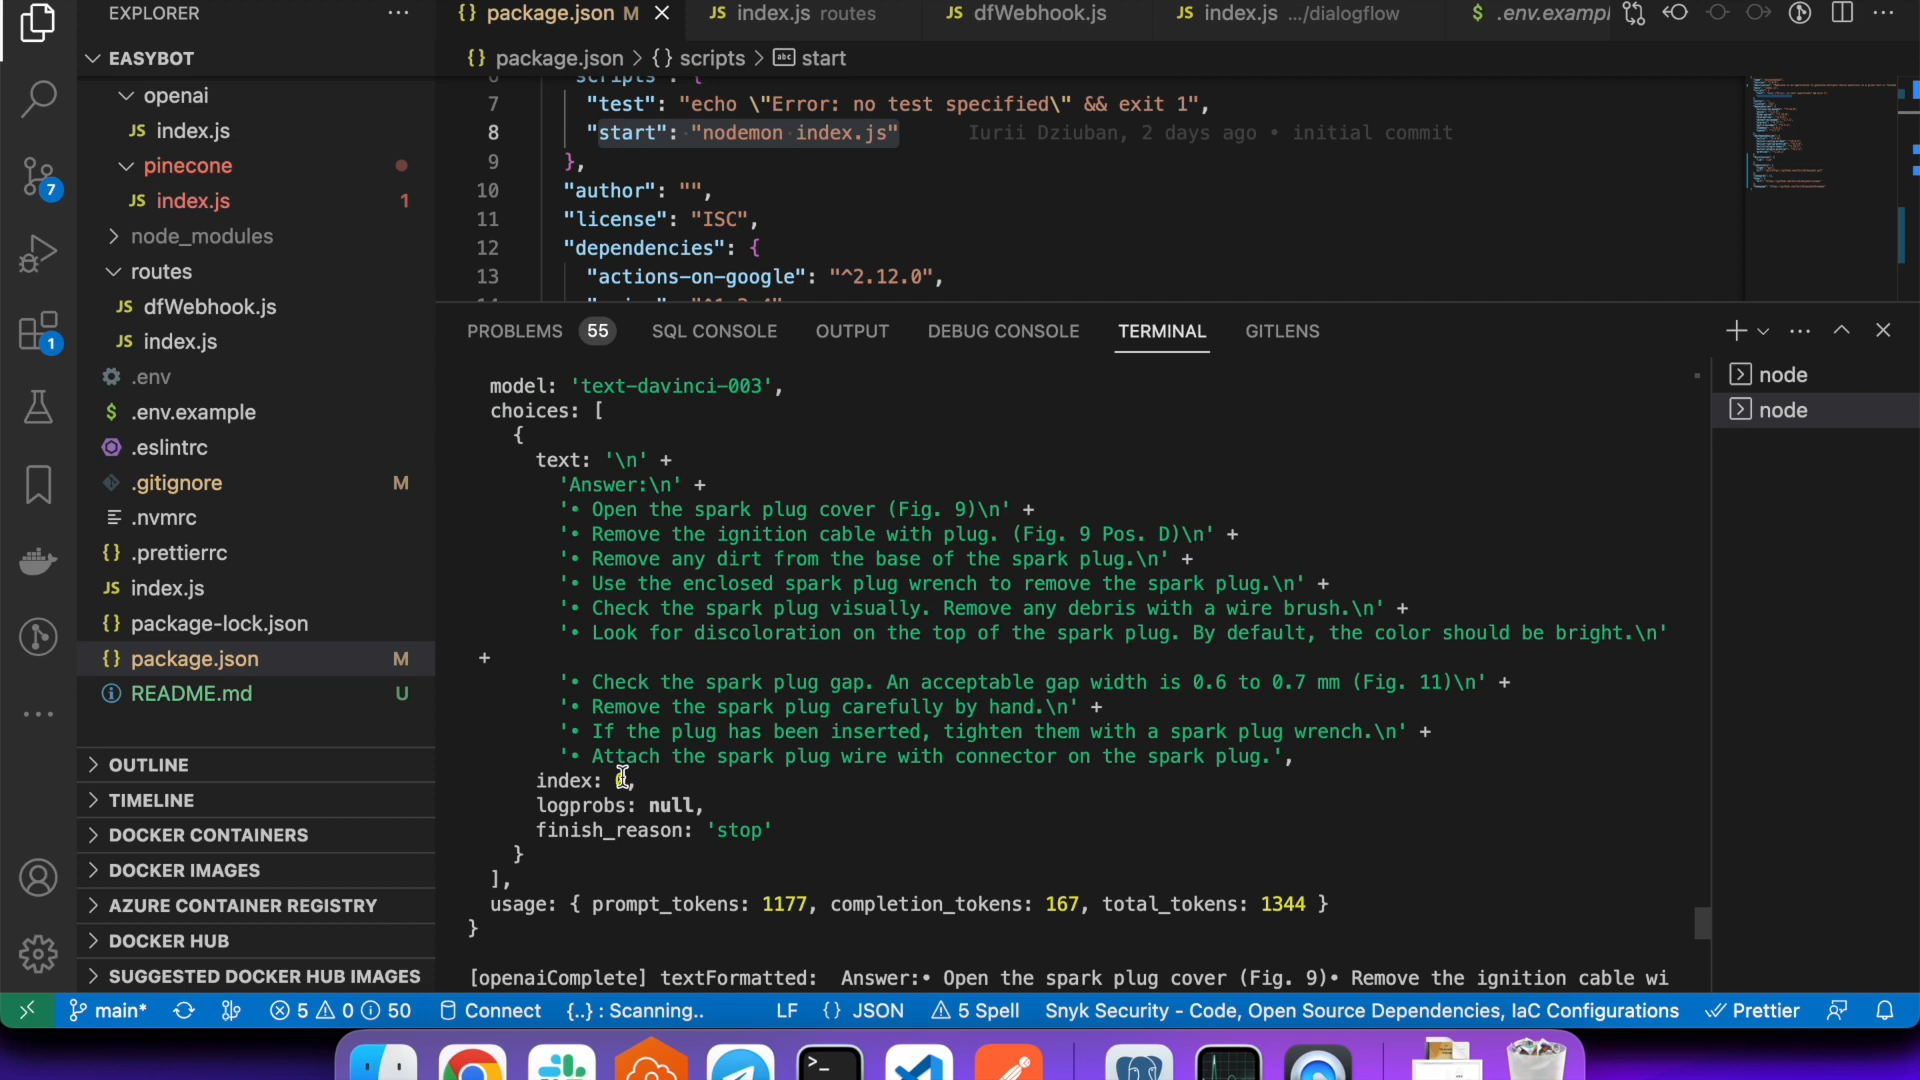 EXPLORER
EASYBOT
openai
JS index.js
pinecone
JS index.js 1
node_modules
routes
JS dfWebhook.js
JS index.js
.env
$ .env.example
.eslintrc
.gitignore M
.nvmrc
{} .prettierrc
JS index.js
{} package-lock.json
{} package.json M
README.md U
OUTLINE
TIMELINE
DOCKER CONTAINERS
DOCKER IMAGES
AZURE CONTAINER REGISTRY
DOCKER HUB
SUGGESTED DOCKER HUB IMAGES
7
1
{} package.json M
JS index.js routes
JS dfWebhook.js
JS index.js .../dialogflow
$ .env.exampl
{} package.json > {} scripts > abc start
6 scripts : {
7 "test": "echo \"Error: no test specified\" && exit 1",
8 "start": "nodemon index.js" Iurii Dziuban, 2 days ago • initial commit
9 },
10 "author": "",
11 "license": "ISC",
12 "dependencies": {
13 "actions-on-google": "^2.12.0",
PROBLEMS 55 SQL CONSOLE OUTPUT DEBUG CONSOLE TERMINAL GITLENS
node
node
model: 'text-davinci-003',
choices: [
{
text: '\n' +
'Answer:\n' +
'• Open the spark plug cover (Fig. 9)\n' +
'• Remove the ignition cable with plug. (Fig. 9 Pos. D)\n' +
'• Remove any dirt from the base of the spark plug.\n' +
'• Use the enclosed spark plug wrench to remove the spark plug.\n' +
'• Check the spark plug visually. Remove any debris with a wire brush.\n' +
'• Look for discoloration on the top of the spark plug. By default, the color should be bright.\n'
+
'• Check the spark plug gap. An acceptable gap width is 0.6 to 0.7 mm (Fig. 11)\n' +
'• Remove the spark plug carefully by hand.\n' +
'• If the plug has been inserted, tighten them with a spark plug wrench.\n' +
'• Attach the spark plug wire with connector on the spark plug.',
index: 0,
logprobs: null,
finish_reason: 'stop'
}
],
usage: { prompt_tokens: 1177, completion_tokens: 167, total_tokens: 1344 }
}
[openaiComplete] textFormatted: Answer:• Open the spark plug cover (Fig. 9)• Remove the ignition cable wi
main* 5 0 50 Connect {..} : Scanning.. LF {} JSON 5 Spell Snyk Security - Code, Open Source Dependencies, IaC Configurations Prettier